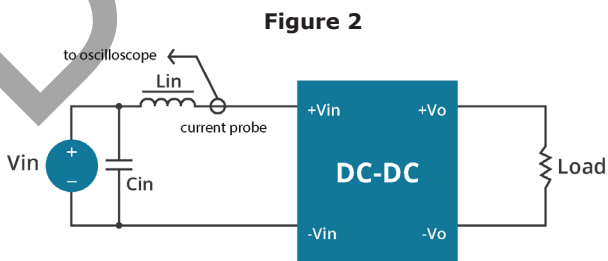 Figure 2
to oscilloscope
Lin
current probe
+Vin
+Vo
Vin
+
−
Cin
DC-DC
Load
-Vin
-Vo